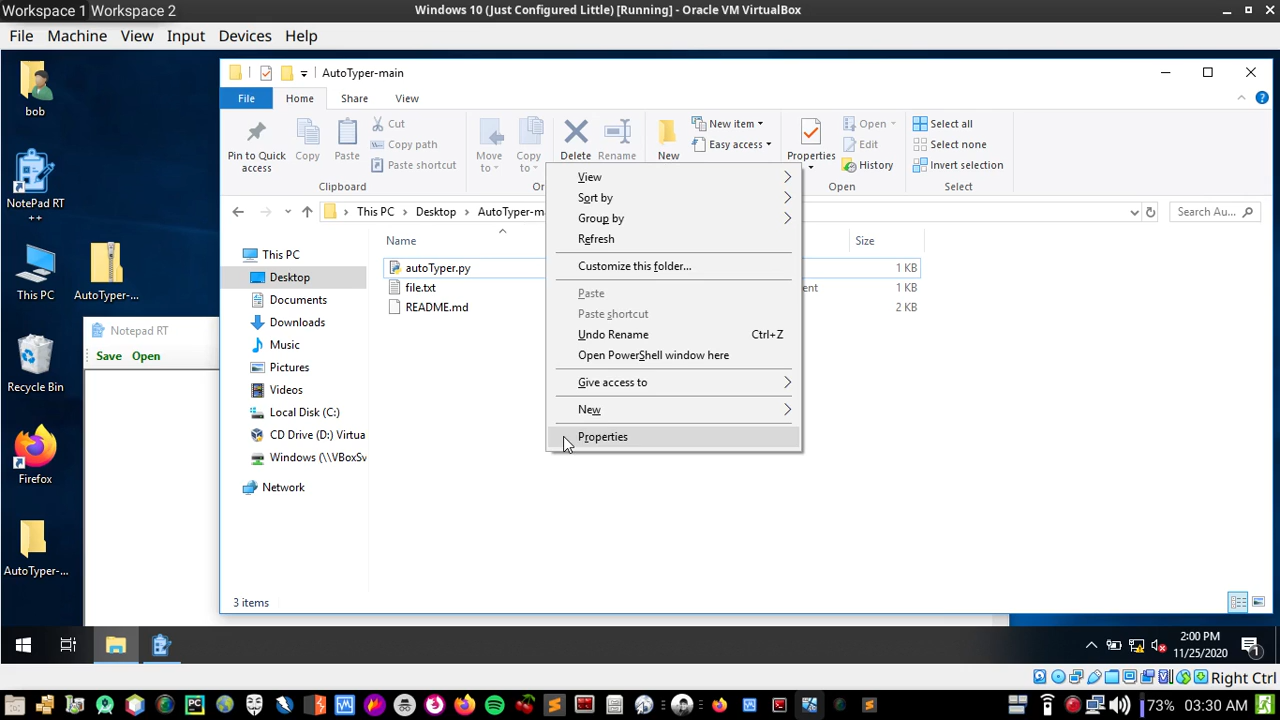 Workspace 1 Workspace 2
Windows 10 (Just Configured Little) [Running] - Oracle VM VirtualBox
File Machine View Input Devices Help
AutoTyper-main
File Home Share View
Pin to Quick access
Copy
Paste
Cut
Copy path
Paste shortcut
Move to
Copy to
Delete
Rename
New
New item
Easy access
Properties
Open
Edit
History
Select all
Select none
Invert selection
Clipboard
Or
Open
Select
This PC Desktop AutoTyper-m
Search Au...
Name
Size
This PC
Desktop
Documents
Downloads
Music
Pictures
Videos
Local Disk (C:)
CD Drive (D:) Virtua
Windows (\\VBoxSv
Network
autoTyper.py
1 KB
file.txt
ent
1 KB
README.md
2 KB
View
Sort by
Group by
Refresh
Customize this folder...
Paste
Paste shortcut
Undo Rename Ctrl+Z
Open PowerShell window here
Give access to
New
Properties
3 items
bob
NotePad RT
++
This PC
AutoTyper-...
Recycle Bin
Firefox
AutoTyper-...
Notepad RT
Save Open
2:00 PM
11/25/2020
1
Right Ctrl
73% 03:30 AM